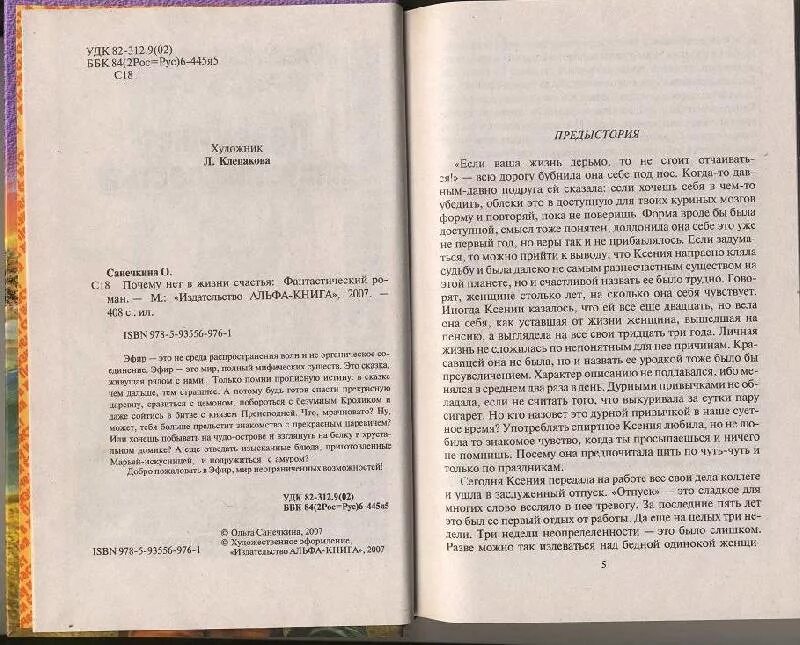 УДК 82-312.9(02)
ББК 84(2Рос=Рус)6-445я5
С18
Художник
Л. Клепакова
Санечкина О.
С18 Почему нет в жизни счастья: Фантастический ро-
ман. — М.: «Издательство АЛЬФА-КНИГА», 2007. —
408 с.: ил.
ISBN 978-5-93556-976-1
Эфир — это не среда распространения волн и не органическое со-
единение. Эфир — это мир, полный мифических существ. Это сказка,
живущая рядом с нами. Только помни прописную истину: в сказке
чем дальше, тем страшнее. А потому будь готов спасти
деревню, сразиться с демоном, побороться с безумным Кроликом и
даже сойтись в битве с князем Преисподней. Что, мрачновато? Ну,
может, тебя больше прельстит знакомство с прекрасным царевичем?
Или хочешь побывать на чудо-острове и взглянуть на белку в хруста-
льном домике? А еще отведать изысканные блюда, приготовленные
Марьей-искусницей, и подружиться с амуром?
Добро пожаловать в Эфир, мир неограниченных возможностей!
УДК 82-312.9(02)
ББК 84(2Рос=Рус)6-445я5
© Ольга Санечкина, 2007
© Художественное оформление,
«Издательство АЛЬФА-КНИГА», 2007
ISBN 978-5-93556-976-1
ПРЕДЫСТОРИЯ
«Если ваша жизнь дерьмо, то не стоит отчаивать-
ся!» — всю дорогу бубнила она себе под нос. Когда-то дав-
ным-давно подруга ей сказала: если хочешь себя в чем-то
убедить, облеки это в доступную для твоих куриных мозгов
форму и повторяй, пока не поверишь. Форма вроде бы была
доступной, смысл тоже понятен, долдонила она себе это уже
не первый год, но веры так и не прибавлялось. Если задума-
ться, то можно прийти к выводу, что Ксения напрасно кляла
судьбу и была далеко не самым разнесчастным существом на
этой планете, но и счастливой назвать ее было трудно. Гово-
рят, женщине столько лет, на сколько она себя чувствует.
Иногда Ксении казалось, что ей все еще двадцать, но вела
она себя, как уставшая от жизни женщина, вышедшая на
пенсию, а выглядела на все свои тридцать три года. Личная
жизнь не сложилась по непонятным для нее причинам. Кра-
савицей она не была, но и назвать ее уродкой тоже было бы
преувеличением. Характер описанию не поддавался, ибо ме-
нялся в среднем два раза в день. Дурными привычками не об-
ладала, если не считать того, что выкуривала за сутки пару
сигарет. Но кто назовет это дурной привычкой в наше сует-
ное время? Употреблять спиртное Ксения любила, но не лю-
била то знакомое чувство, когда ты просыпаешься и ничего
не помнишь. Посему она предпочитала пить по чуть-чуть и
только по праздникам.
Сегодня Ксения передала на работе все свои дела коллеге
и ушла в заслуженный отпуск. «Отпуск» — это сладкое для
многих слово вселяло в нее тревогу. За последние пять лет
это был ее первый отдых от работы. Да еще на целых три не-
дели. Три недели неопределенности — это было слишком.
Разве можно так издеваться над бедной одинокой женщи
5